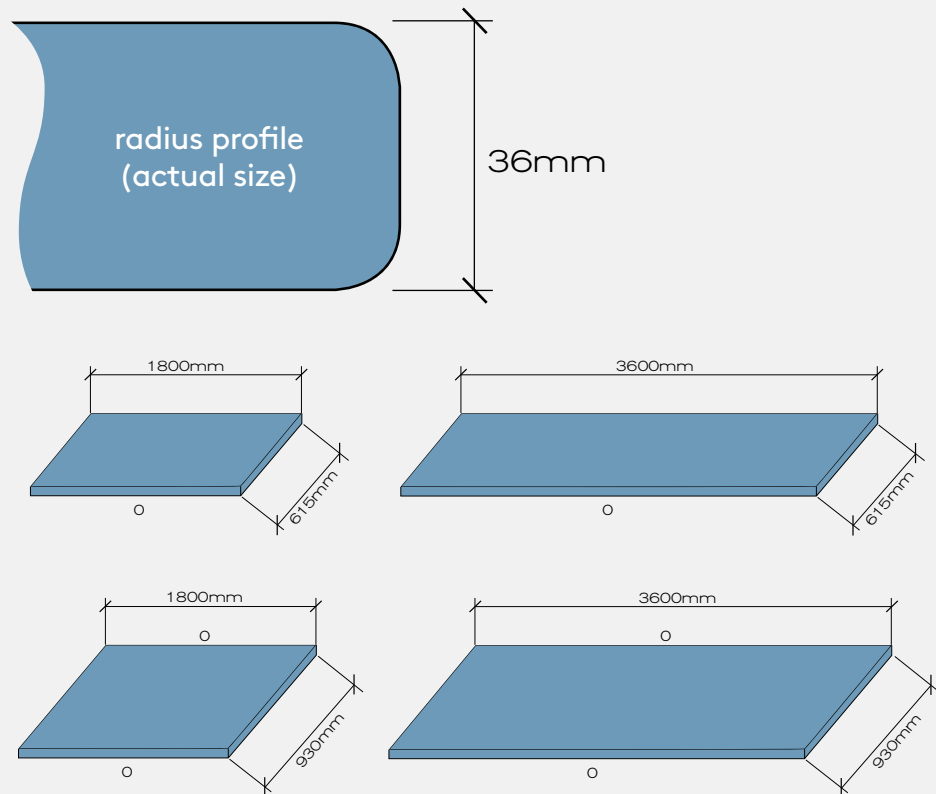 radius profile
(actual size)
36mm
1800mm
3600mm
615mm
615mm
O
O
1800mm
3600mm
O
O
930mm
930mm
O
O